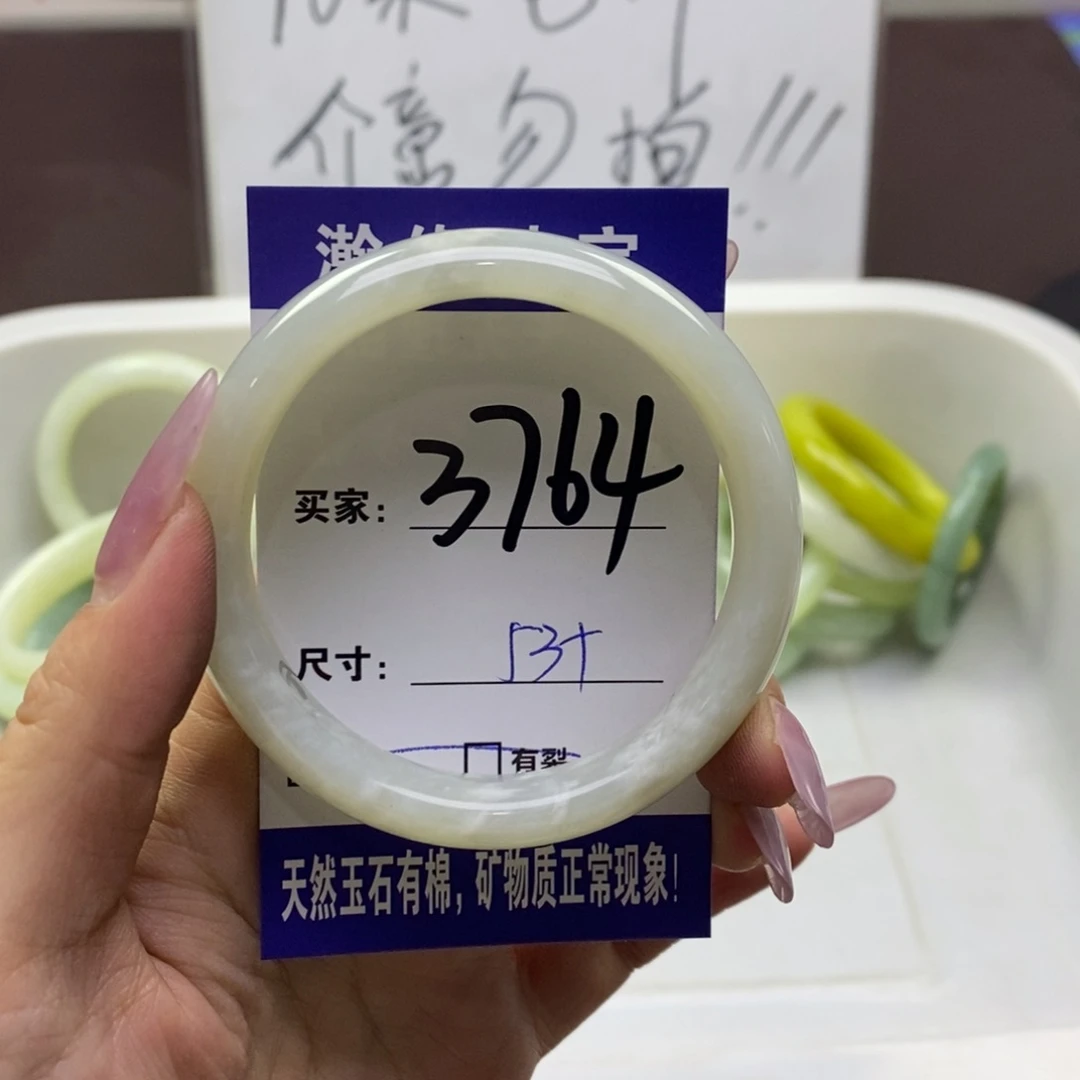 介意勿拍!!!
买家: 3764
尺寸: 53+
有裂
天然玉石有棉,矿物质正常现象!